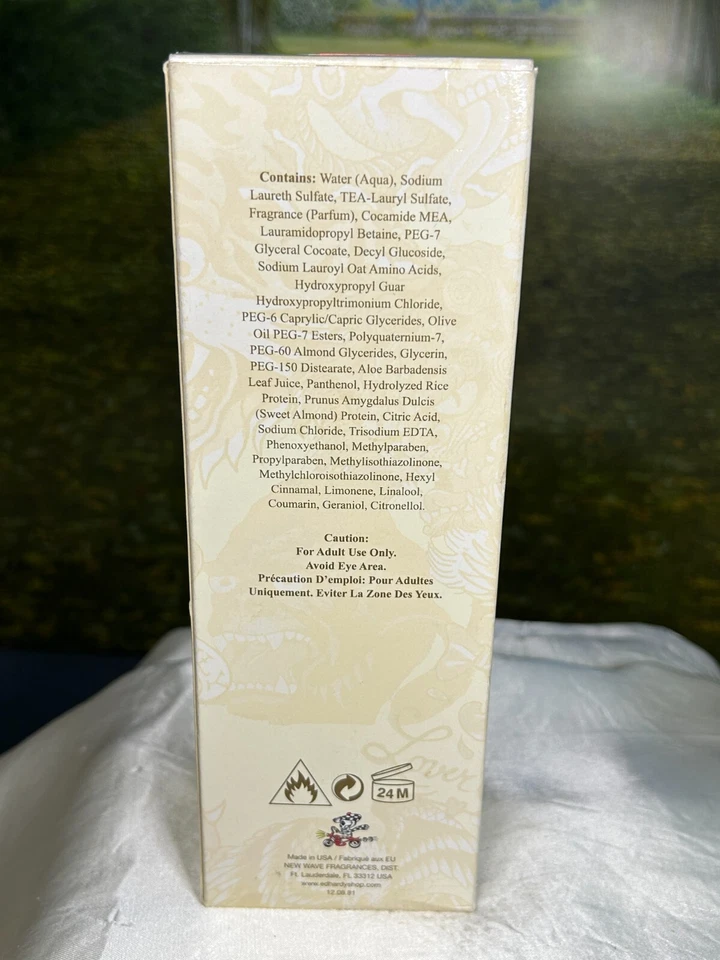 Contains: Water (Aqua), Sodium
Laureth Sulfate, TEA-Lauryl Sulfate,
Fragrance (Parfum), Cocamide MEA,
Lauramidopropyl Betaine, PEG-7
Glyceral Cocoate, Decyl Glucoside,
Sodium Lauroyl Oat Amino Acids,
Hydroxypropyl Guar
Hydroxypropyltrimonium Chloride,
PEG-6 Caprylic/Capric Glycerides, Olive
Oil PEG-7 Esters, Polyquaternium-7,
PEG-60 Almond Glycerides, Glycerin,
PEG-150 Distearate, Aloe Barbadensis
Leaf Juice, Panthenol, Hydrolyzed Rice
Protein, Prunus Amygdalus Dulcis
(Sweet Almond) Protein, Citric Acid,
Sodium Chloride, Trisodium EDTA,
Phenoxyethanol, Methylparaben,
Propylparaben, Methylisothiazolinone,
Methylchloroisothiazolinone, Hexyl
Cinnamal, Limonene, Linalool,
Coumarin, Geraniol, Citronellol.
Caution:
For Adult Use Only.
Avoid Eye Area.
Précaution D'emploi: Pour Adultes
Uniquement. Eviter La Zone Des Yeux.
Lover
24 M
Made in USA / Fabriqué aux EU
NEW WAVE FRAGRANCES, DIST.
Ft. Lauderdale, FL 33312 USA
www.edhardyshop.com
12.08.91